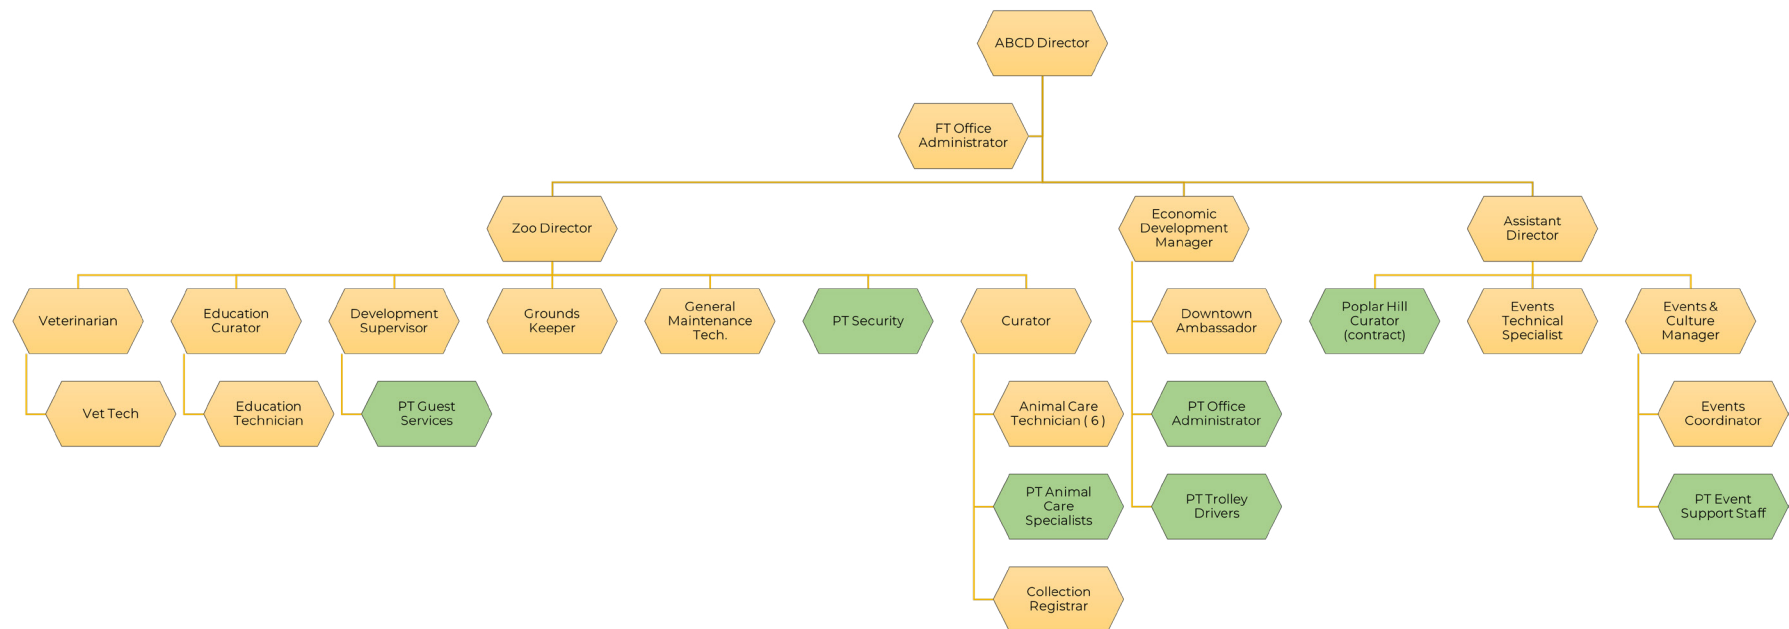 ABCD Director
FT Office
Administrator
Zoo Director
Economic
Development
Manager
Assistant
Director
Veterinarian
Education
Curator
Development
Supervisor
Grounds
Keeper
General
Maintenance
Tech.
PT Security
Curator
Downtown
Ambassador
Poplar Hill
Curator
(contract)
Events
Technical
Specialist
Events &
Culture
Manager
Vet Tech
Education
Technician
PT Guest
Services
Animal Care
Technician ( 6 )
PT Office
Administrator
Events
Coordinator
PT Animal
Care
Specialists
PT Trolley
Drivers
PT Event
Support Staff
Collection
Registrar